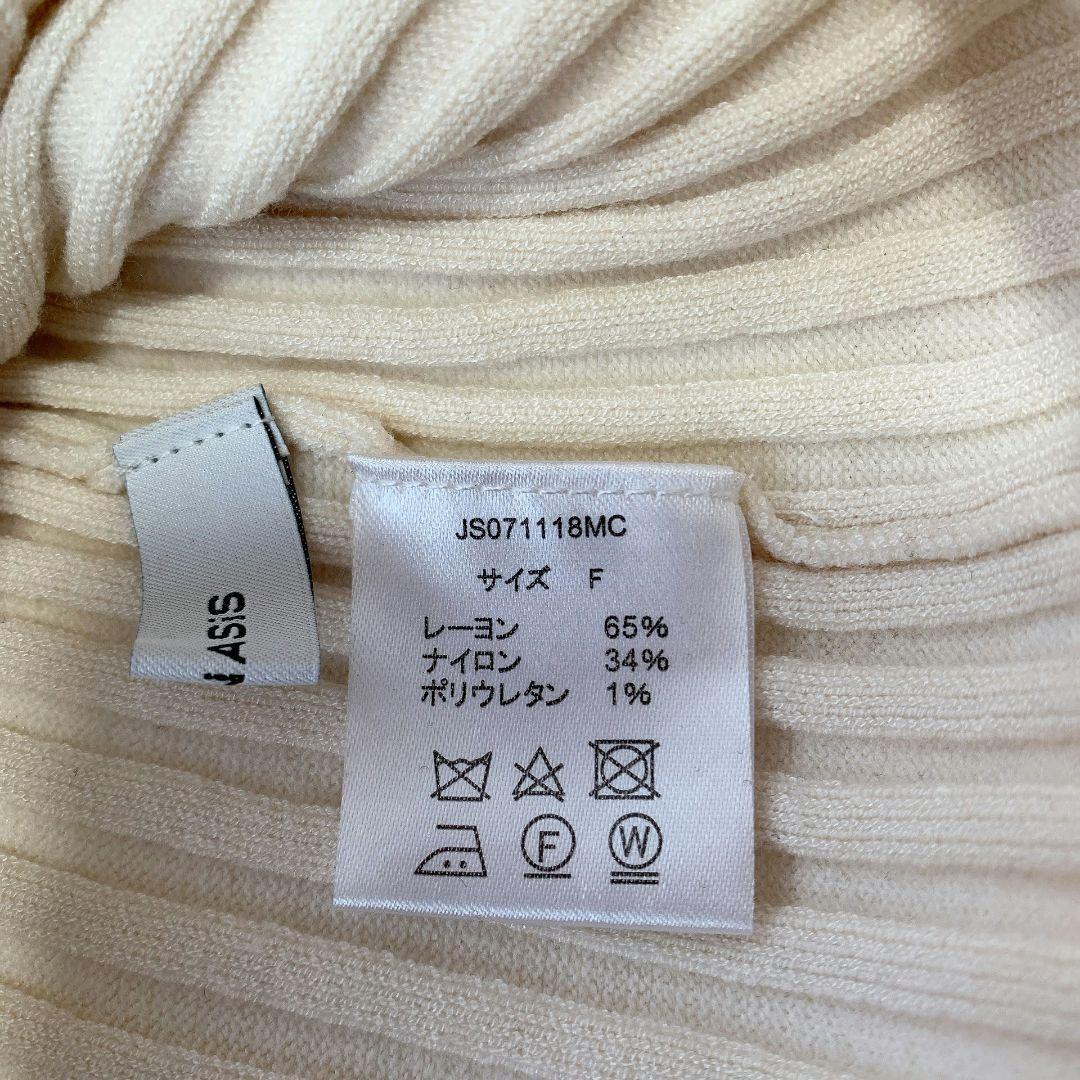 ASiS
JS071118MC
サイズ F
レーヨン 65%
ナイロン 34%
ポリウレタン 1%
F
W